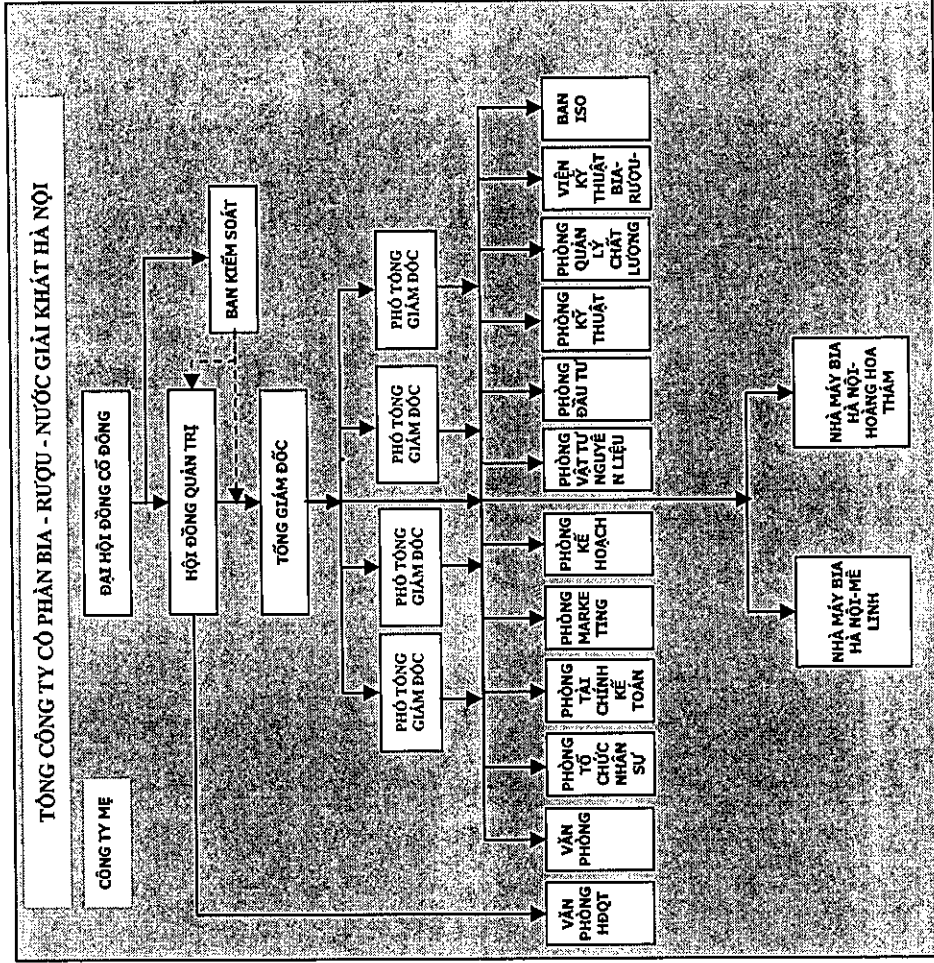 TỔNG CÔNG TY CỔ PHẦN BIA - RƯỢU - NƯỚC GIẢI KHÁT HÀ NỘI
CÔNG TY MẸ
ĐẠI HỘI ĐỒNG CỔ ĐÔNG
HỘI ĐỒNG QUẢN TRỊ
BAN KIỂM SOÁT
TỔNG GIÁM ĐỐC
PHÓ TỔNG
GIÁM ĐỐC
PHÓ TỔNG
GIÁM ĐỐC
PHÓ TỔNG
GIÁM ĐỐC
PHÓ TỔNG
GIÁM ĐỐC
VĂN
PHÒNG
HĐQT
VĂN
PHÒNG
PHÒNG
TỔ
CHỨC
NHÂN
SỰ
PHÒNG
TÀI
CHÍNH
KẾ
TOÁN
PHÒNG
MARKE
TING
PHÒNG
KẾ
HOẠCH
PHÒNG
VẬT TƯ
NGUYÊ
N LIỆU
PHÒNG
ĐẦU TƯ
PHÒNG
KỸ
THUẬT
PHÒNG
QUẢN
LÝ
CHẤT
LƯỢNG
VIỆN
KỸ
THUẬT
BIA-
RƯỢU-
BAN
ISO
NHÀ MÁY BIA
HÀ NỘI-MÊ
LINH
NHÀ MÁY BIA
HÀ NỘI-
HOÀNG HOA
THÁM